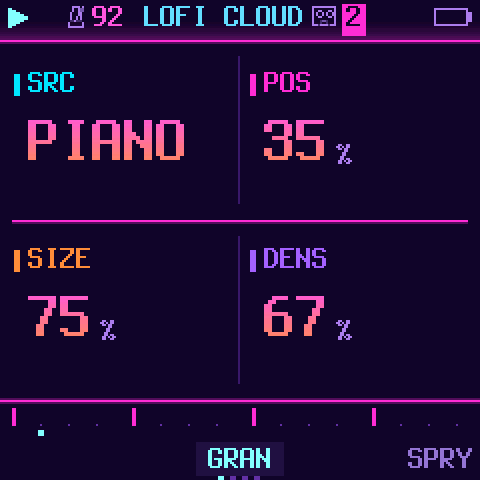 92 LOFI CLOUD 2
SRC POS
PIANO 35 %
SIZE DENS
75 % 67 %
GRAN SPRY